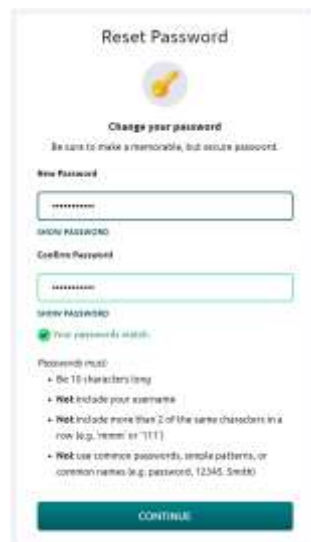 Reset Password
Change your password
Be sure to make a memorable, but secure password.
New Password
••••••••••
SHOW PASSWORD
Confirm Password
••••••••••
SHOW PASSWORD
Your passwords match.
Passwords must:
• Be 10 characters long
• Not include your username
• Not include more than 2 of the same characters in a
row (e.g. 'mmm' or '111')
• Not use common passwords, simple patterns, or
common names (e.g. password, 12345, Smith)
CONTINUE